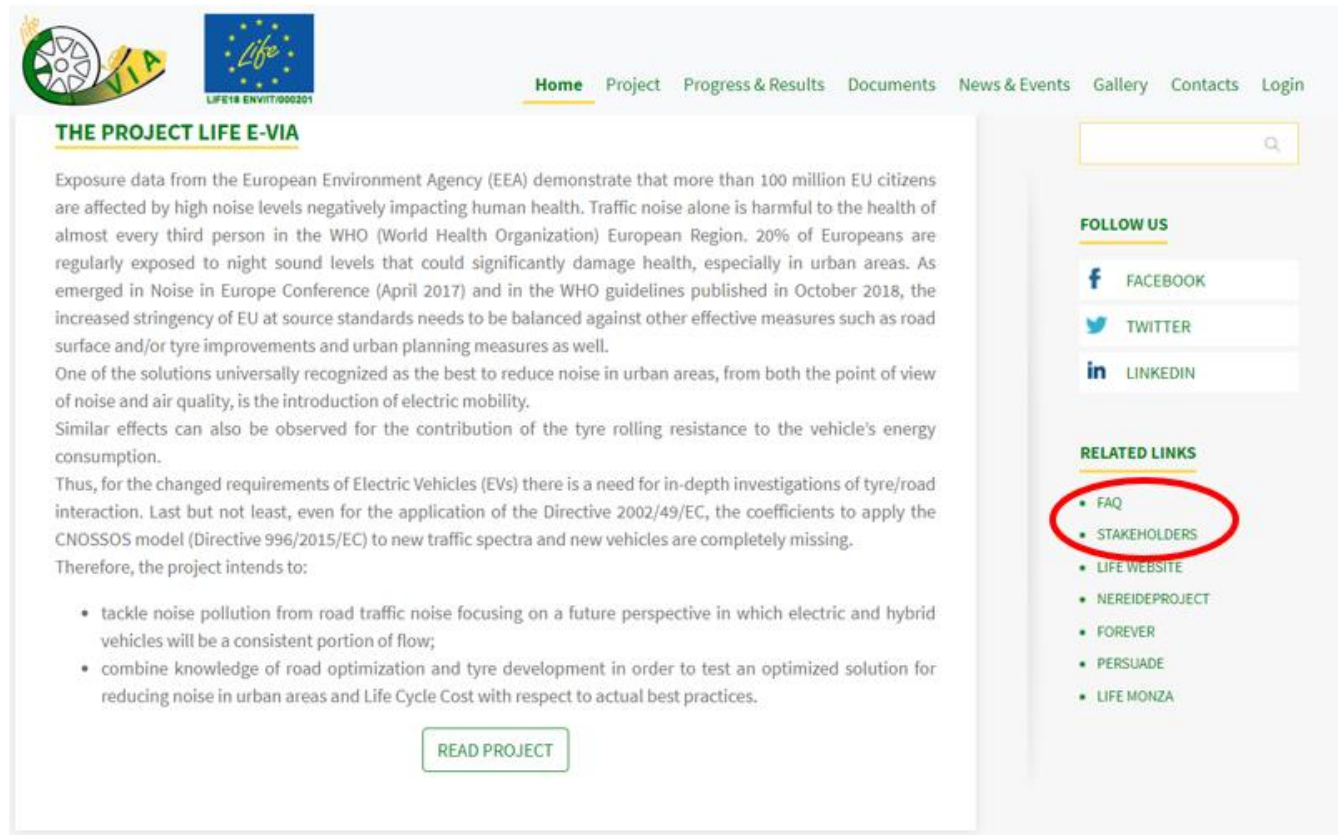 life
e VIA
Life
LIFE18 ENV/IT/000201
Home Project Progress & Results Documents News & Events Gallery Contacts Login
THE PROJECT LIFE E-VIA
Exposure data from the European Environment Agency (EEA) demonstrate that more than 100 million EU citizens
are affected by high noise levels negatively impacting human health. Traffic noise alone is harmful to the health of
almost every third person in the WHO (World Health Organization) European Region. 20% of Europeans are
regularly exposed to night sound levels that could significantly damage health, especially in urban areas. As
emerged in Noise in Europe Conference (April 2017) and in the WHO guidelines published in October 2018, the
increased stringency of EU at source standards needs to be balanced against other effective measures such as road
surface and/or tyre improvements and urban planning measures as well.
One of the solutions universally recognized as the best to reduce noise in urban areas, from both the point of view
of noise and air quality, is the introduction of electric mobility.
Similar effects can also be observed for the contribution of the tyre rolling resistance to the vehicle's energy
consumption.
Thus, for the changed requirements of Electric Vehicles (EVs) there is a need for in-depth investigations of tyre/road
interaction. Last but not least, even for the application of the Directive 2002/49/EC, the coefficients to apply the
CNOSSOS model (Directive 996/2015/EC) to new traffic spectra and new vehicles are completely missing.
Therefore, the project intends to:
• tackle noise pollution from road traffic noise focusing on a future perspective in which electric and hybrid
vehicles will be a consistent portion of flow;
• combine knowledge of road optimization and tyre development in order to test an optimized solution for
reducing noise in urban areas and Life Cycle Cost with respect to actual best practices.
READ PROJECT
FOLLOW US
FACEBOOK
TWITTER
LINKEDIN
RELATED LINKS
• FAQ
• STAKEHOLDERS
• LIFE WEBSITE
• NEREIDEPROJECT
• FOREVER
• PERSUADE
• LIFE MONZA